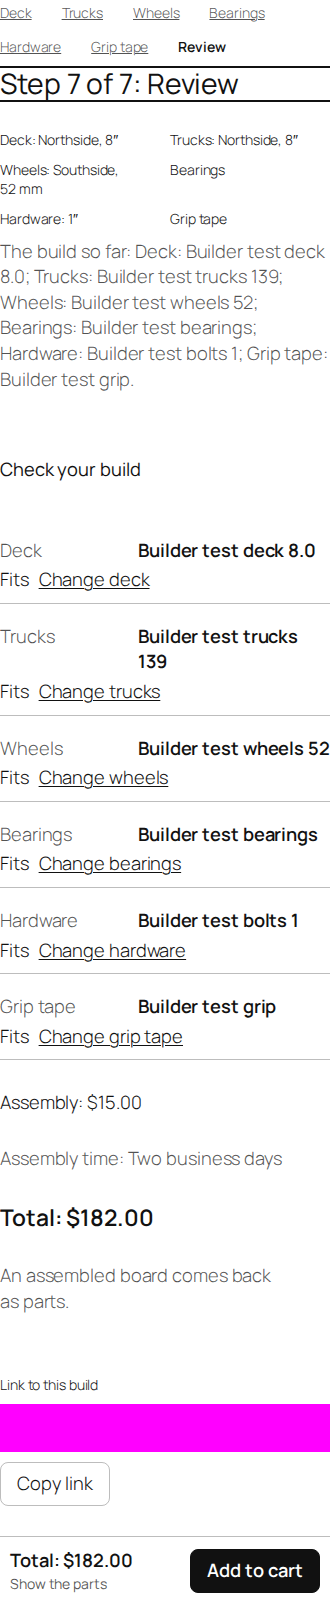 Deck Trucks Wheels Bearings
Hardware Grip tape Review
Step 7 of 7: Review
Deck: Northside, 8″ Trucks: Northside, 8″
Wheels: Southside, Bearings
52 mm
Hardware: 1″ Grip tape
The build so far: Deck: Builder test deck
8.0; Trucks: Builder test trucks 139;
Wheels: Builder test wheels 52;
Bearings: Builder test bearings;
Hardware: Builder test bolts 1; Grip tape:
Builder test grip.
Check your build
Deck Builder test deck 8.0
Fits Change deck
Trucks Builder test trucks
139
Fits Change trucks
Wheels Builder test wheels 52
Fits Change wheels
Bearings Builder test bearings
Fits Change bearings
Hardware Builder test bolts 1
Fits Change hardware
Grip tape Builder test grip
Fits Change grip tape
Assembly: $15.00
Assembly time: Two business days
Total: $182.00
An assembled board comes back
as parts.
Link to this build
Copy link
Total: $182.00
Show the parts
Add to cart